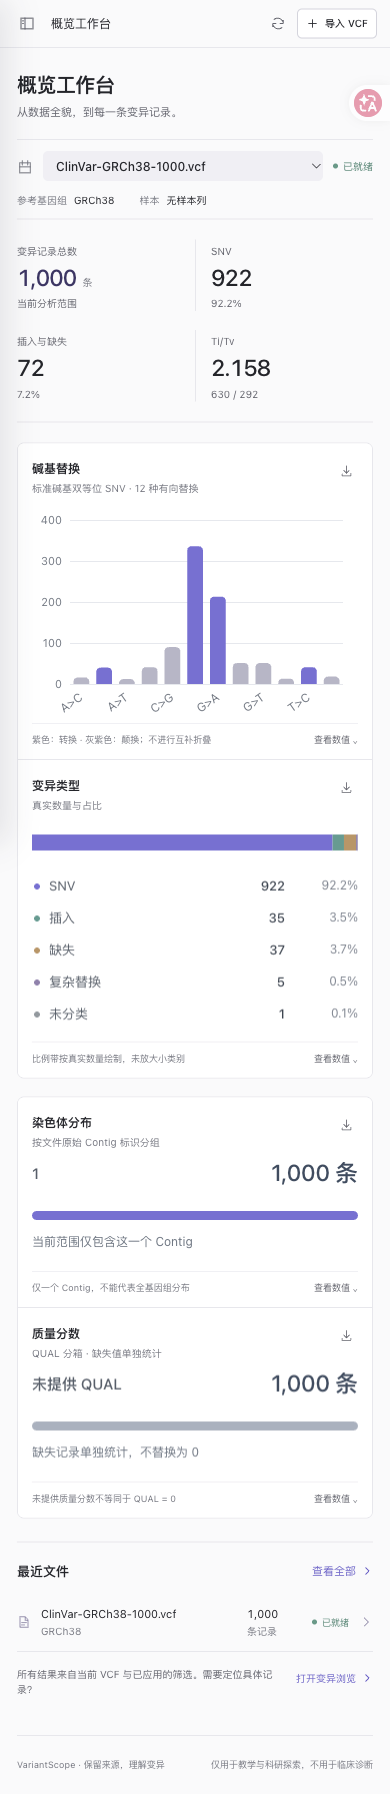 概览工作台
导入 VCF
概览工作台
从数据全貌，到每一条变异记录。
ClinVar-GRCh38-1000.vcf
已就绪
参考基因组 GRCh38 样本 无样本列
变异记录总数
1,000 条
当前分析范围
SNV
922
92.2%
插入与缺失
72
7.2%
Ti/Tv
2.158
630 / 292
碱基替换
标准碱基双等位 SNV · 12 种有向替换
400
300
200
100
0
A>C A>T C>G G>A G>T T>C
紫色：转换 · 灰紫色：颠换；不进行互补折叠 查看数值
变异类型
真实数量与占比
SNV 922 92.2%
插入 35 3.5%
缺失 37 3.7%
复杂替换 5 0.5%
未分类 1 0.1%
比例带按真实数量绘制，未放大小类别 查看数值
染色体分布
按文件原始 Contig 标识分组
1 1,000 条
当前范围仅包含这一个 Contig
仅一个 Contig，不能代表全基因组分布 查看数值
质量分数
QUAL 分箱 · 缺失值单独统计
未提供 QUAL 1,000 条
缺失记录单独统计，不替换为 0
未提供质量分数不等同于 QUAL = 0 查看数值
最近文件 查看全部
ClinVar-GRCh38-1000.vcf 1,000 已就绪
GRCh38 条记录
所有结果来自当前 VCF 与已应用的筛选。需要定位具体记
录? 打开变异浏览
VariantScope · 保留来源，理解变异 仅用于教学与科研探索，不用于临床诊断